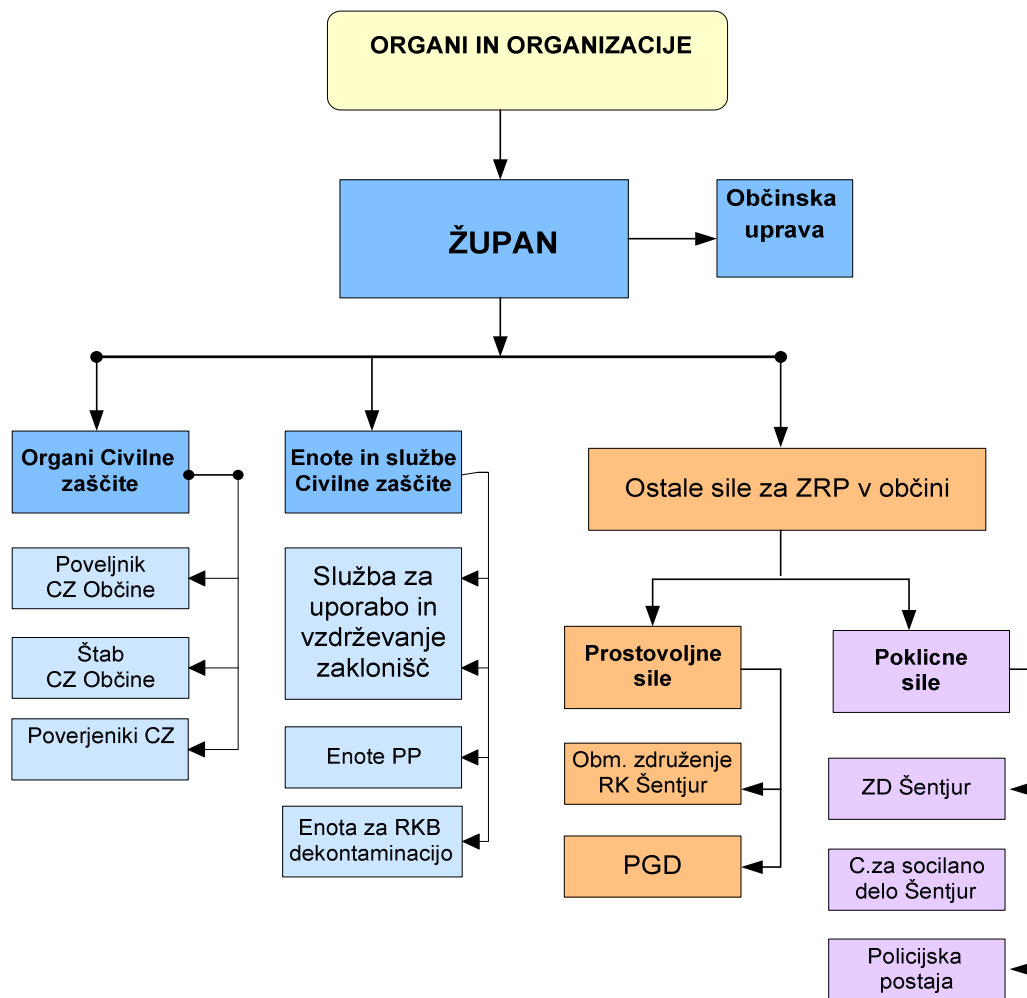 ORGANI IN ORGANIZACIJE
ŽUPAN
Občinska
uprava
Organi Civilne
zaščite
Poveljnik
CZ Občine
Štab
CZ Občine
Poverjeniki CZ
Enote in službe
Civilne zaščite
Služba za
uporabo in
vzdrževanje
zaklonišč
Enote PP
Enota za RKB
dekontaminacijo
Ostale sile za ZRP v občini
Prostovoljne
sile
Obm. združenje
RK Šentjur
PGD
Poklicne
sile
ZD Šentjur
C.za socilano
delo Šentjur
Policijska
postaja